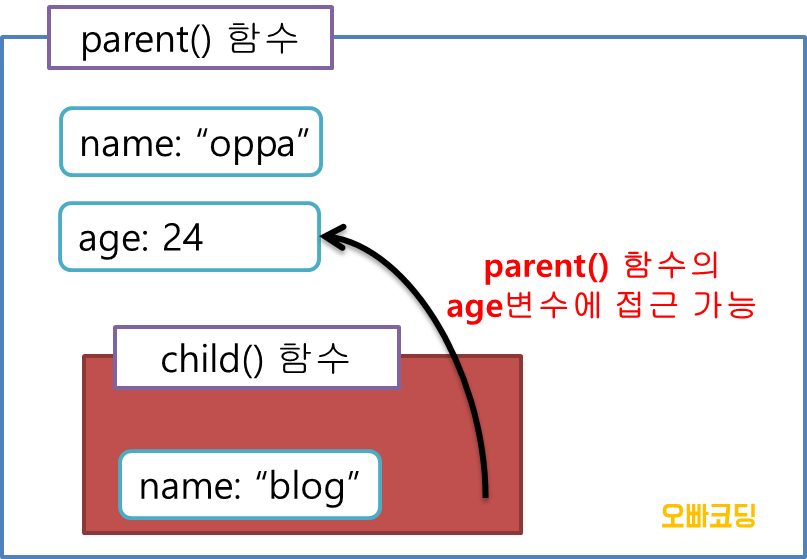 parent() 함수
name: “oppa”
age: 24
parent() 함수의
age변수에 접근 가능
child() 함수
name: “blog”
오빠코딩